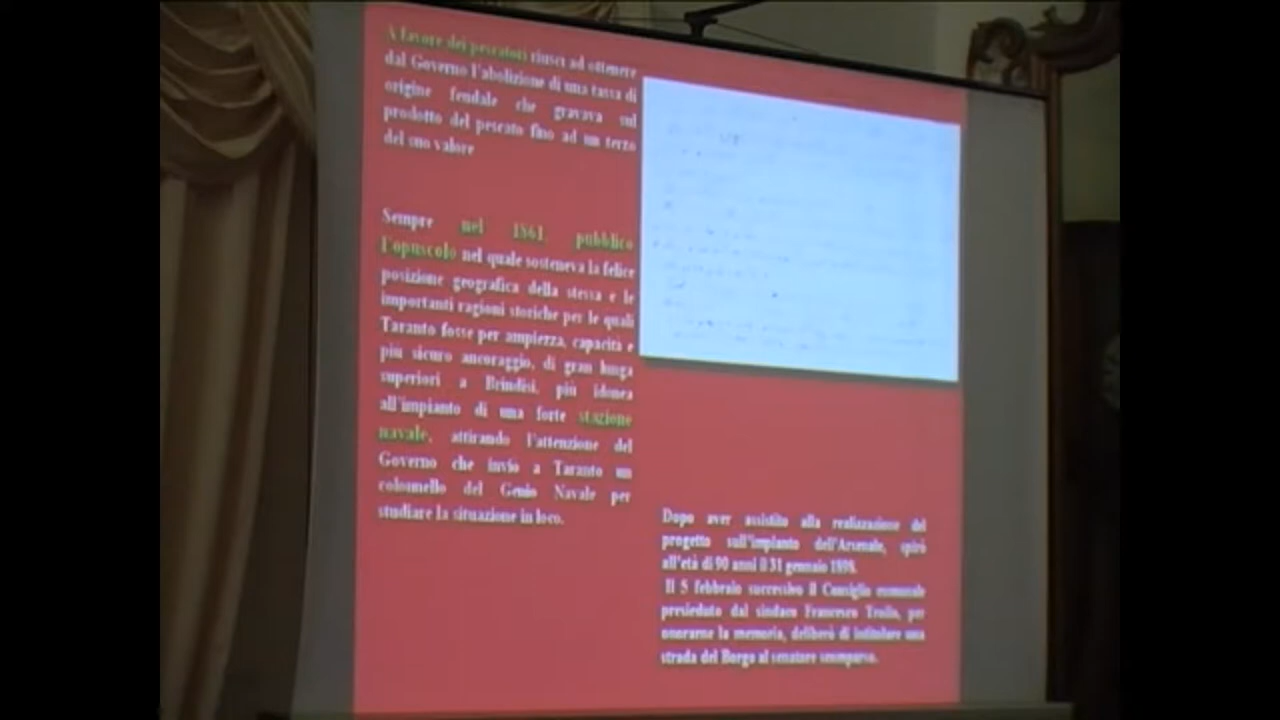 A favore dei pescatori riuscì ad ottenere
dal Governo l'abolizione di una tassa di
origine feudale che gravava sul
prodotto del pescato fino ad un terzo
del suo valore
Sempre nel 1861, pubblico
l'opuscolo nel quale sosteneva la felice
posizione geografica della stessa e le
importanti ragioni storiche per le quali
Taranto fosse per ampiezza, capacità e
più sicuro ancoraggio, di gran lunga
superiori a Brindisi, più idonea
all'impianto di una forte stazione
navale, attirando l'attenzione del
Governo che inviò a Taranto un
colonnello del Genio Navale per
studiare la situazione in loco.
Dopo aver assistito alla realizzazione del
progetto sull'impianto dell'Arsenale, spirò
all'età di 90 anni il 31 gennaio 1898.
Il 5 febbraio successivo il Consiglio comunale
presieduto dal sindaco Francesco Troilo, per
onorarne la memoria, deliberò di intitolare una
strada del Borgo al senatore scomparso.